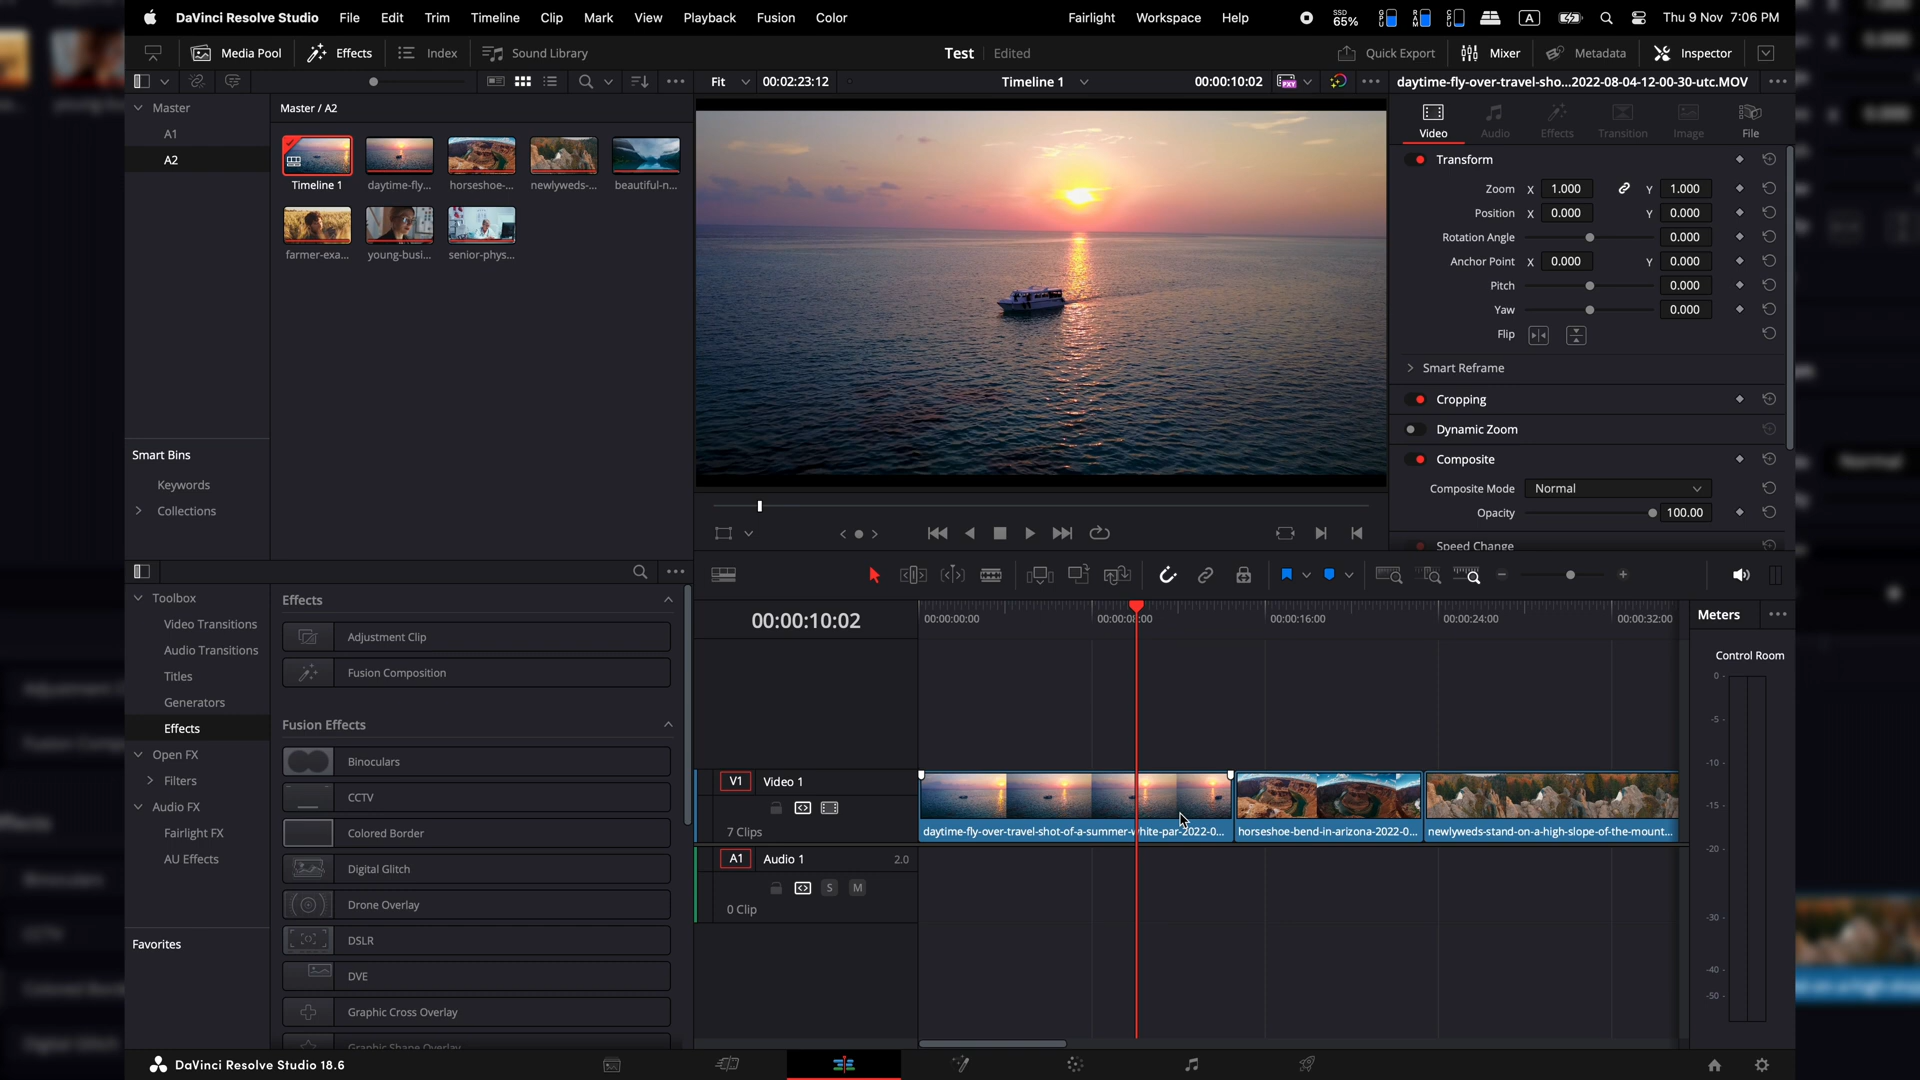 DaVinci Resolve Studio File Edit Trim Timeline Clip Mark View Playback Fusion Color Fairlight Workspace Help SSD 65% GPU RAM CPU A Thu 9 Nov 7:06 PM
Media Pool Effects Index Sound Library Test Edited Quick Export Mixer Metadata Inspector
Fit 00:02:23:12 Timeline 1 00:00:10:02 PXY daytime-fly-over-travel-sho...2022-08-04-12-00-30-utc.MOV
Master
A1
A2
Master / A2
Timeline 1 daytime-fly... horseshoe-... newlyweds-... beautiful-n...
farmer-exa... young-busi... senior-phys...
Smart Bins
Keywords
Collections
Video Audio Effects Transition Image File
Transform
Zoom X 1.000 Y 1.000
Position X 0.000 Y 0.000
Rotation Angle 0.000
Anchor Point X 0.000 Y 0.000
Pitch 0.000
Yaw 0.000
Flip
Smart Reframe
Cropping
Dynamic Zoom
Composite
Composite Mode Normal
Opacity 100.00
Speed Change
Toolbox
Video Transitions
Audio Transitions
Titles
Generators
Effects
Open FX
Filters
Audio FX
Fairlight FX
AU Effects
Favorites
Effects
Adjustment Clip
Fusion Composition
Fusion Effects
Binoculars
CCTV
Colored Border
Digital Glitch
Drone Overlay
DSLR
DVE
Graphic Cross Overlay
Graphic Shape Overlay
00:00:10:02 00:00:00:00 00:00:08:00 00:00:16:00 00:00:24:00 00:00:32:00
V1 Video 1
7 Clips
daytime-fly-over-travel-shot-of-a-summer-white-par-2022-0... horseshoe-bend-in-arizona-2022-0... newlyweds-stand-on-a-high-slope-of-the-mount...
A1 Audio 1 2.0
S M
0 Clip
Meters
Control Room
0
-5
-10
-15
-20
-30
-40
-50
DaVinci Resolve Studio 18.6